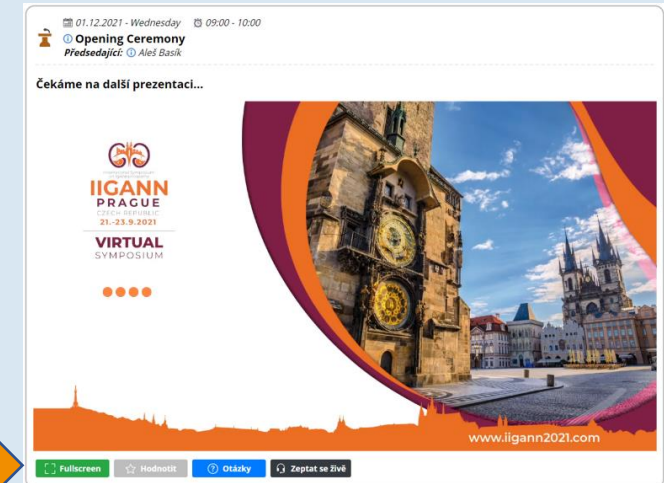 01.12.2021 - Wednesday 09:00 - 10:00
Opening Ceremony
Předsedající: Aleš Basík
Čekáme na další prezentaci...
IIGANN
PRAGUE
CZECH REPUBLIC
21.-23.9.2021
VIRTUAL
SYMPOSIUM
www.iigann2021.com
Fullscreen Hodnotit Otázky Zeptat se živě